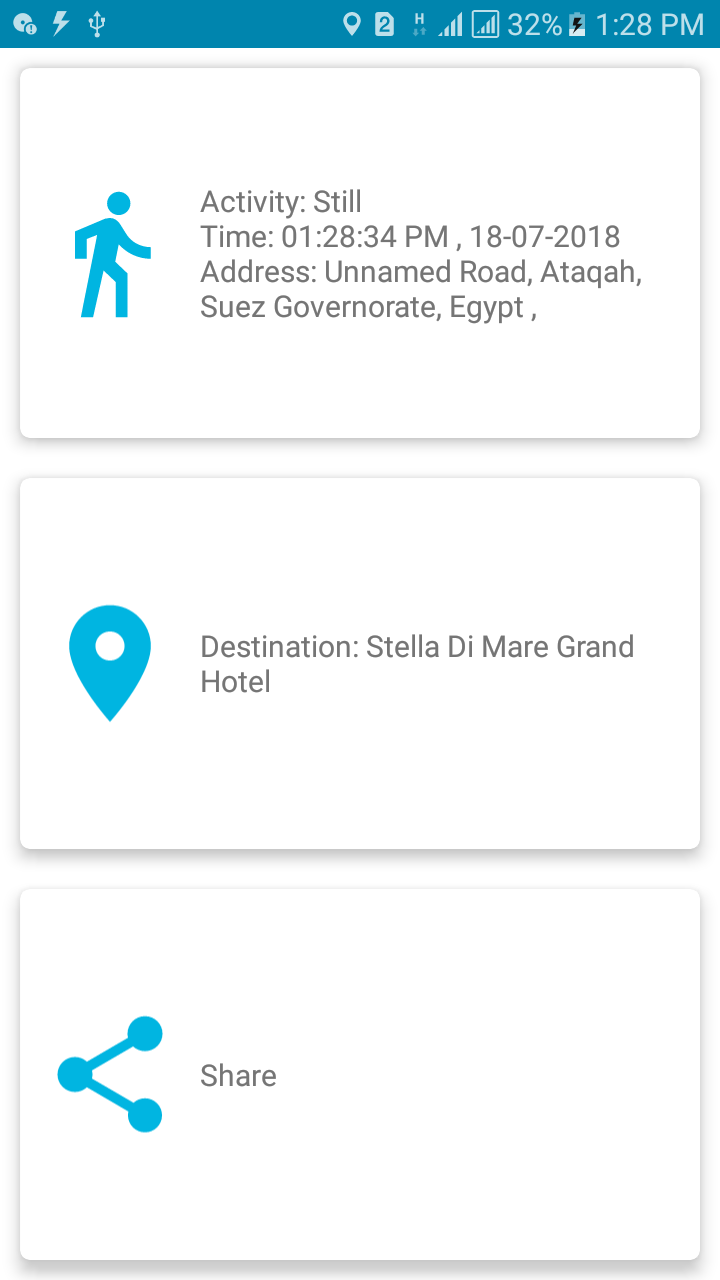 2 H 32% 1:28 PM
Activity: Still
Time: 01:28:34 PM , 18-07-2018
Address: Unnamed Road, Ataqah,
Suez Governorate, Egypt ,
Destination: Stella Di Mare Grand
Hotel
Share